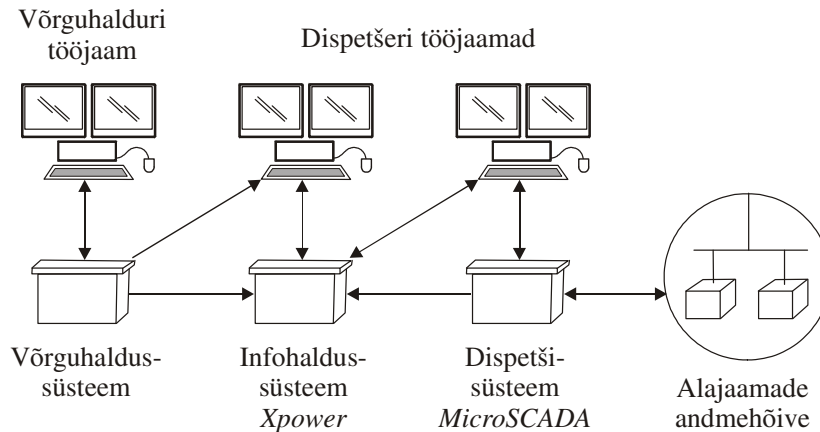 Võrguhalduri
tööjaam
Dispetšeri tööjaamad
Võrguhaldus-
süsteem
Infohaldus-
süsteem
Xpower
Dispetši-
süsteem
MicroSCADA
Alajaamade
andmehõive